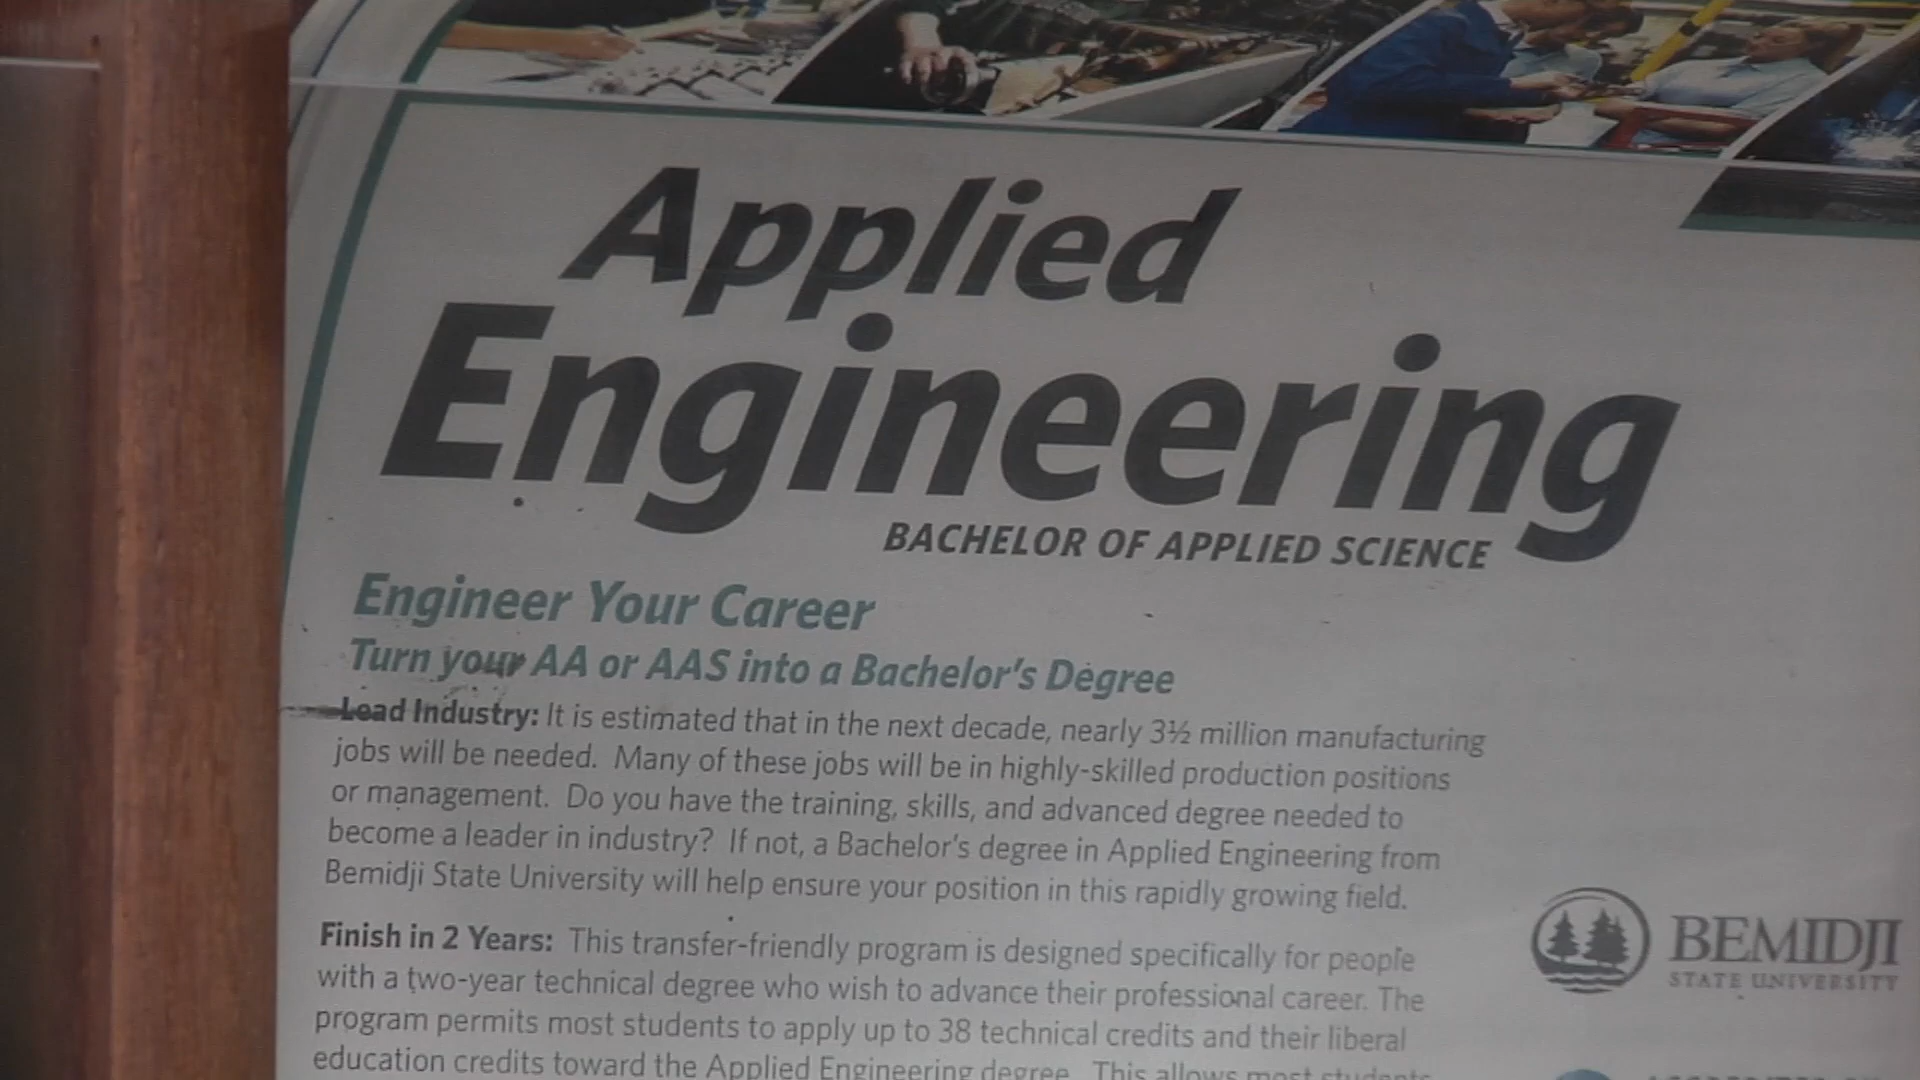 Applied
Engineering
BACHELOR OF APPLIED SCIENCE
Engineer Your Career
Turn your AA or AAS into a Bachelor's Degree
Lead Industry: It is estimated that in the next decade, nearly 3½ million manufacturing
jobs will be needed. Many of these jobs will be in highly-skilled production positions
or management. Do you have the training, skills, and advanced degree needed to
become a leader in industry? If not, a Bachelor's degree in Applied Engineering from
Bemidji State University will help ensure your position in this rapidly growing field.
Finish in 2 Years: This transfer-friendly program is designed specifically for people
with a two-year technical degree who wish to advance their professional career. The
program permits most students to apply up to 38 technical credits and their liberal
education credits toward the Applied Engineering degree. This allows most students
BEMIDJI
STATE UNIVERSITY